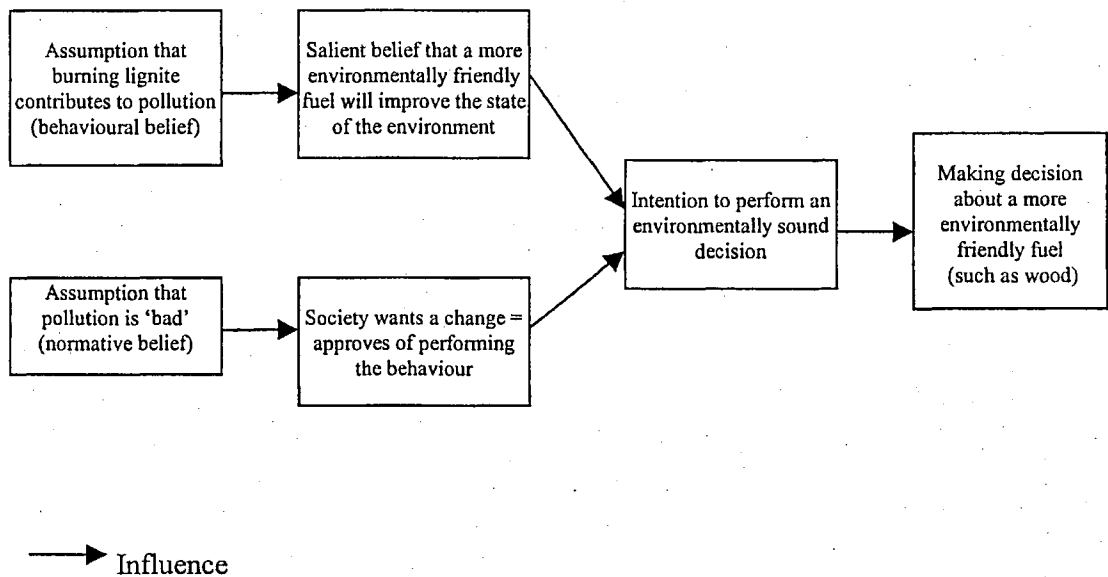 Assumption that
burning lignite
contributes to pollution
(behavioural belief)
Salient belief that a more
environmentally friendly
fuel will improve the state
of the environment
Assumption that
pollution is ‘bad’
(normative belief)
Society wants a change =
approves of performing
the behaviour
Intention to perform an
environmentally sound
decision
Making decision
about a more
environmentally
friendly fuel
(such as wood)
Influence